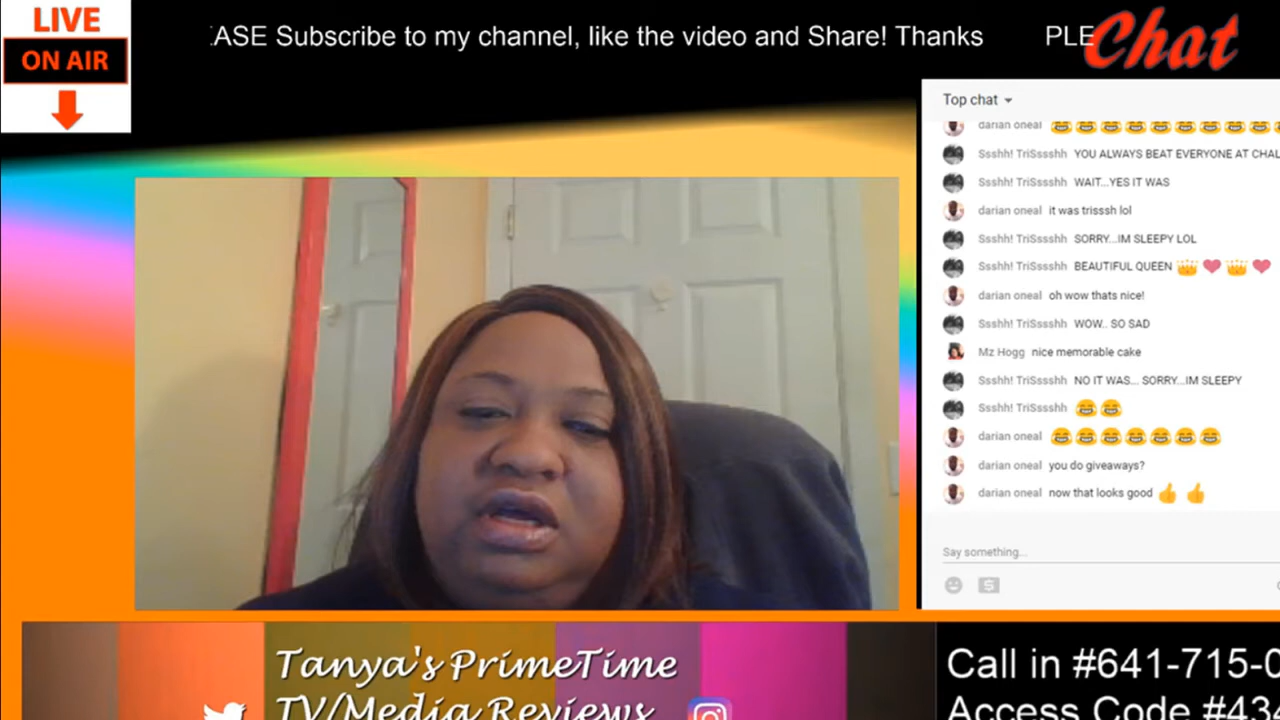 LIVE
ON AIR
ASE Subscribe to my channel, like the video and Share! Thanks PLE
Chat
Top chat
darian oneal
Ssshh! TriSssshh YOU ALWAYS BEAT EVERYONE AT CHAL
Ssshh! TriSssshh WAIT...YES IT WAS
darian oneal it was trisssh lol
Ssshh! TriSssshh SORRY...IM SLEEPY LOL
Ssshh! TriSssshh BEAUTIFUL QUEEN 👑❤️👑❤️
darian oneal oh wow thats nice!
Ssshh! TriSssshh WOW.. SO SAD
Mz Hogg nice memorable cake
Ssshh! TriSssshh NO IT WAS... SORRY...IM SLEEPY
Ssshh! TriSssshh 😂😂
darian oneal 😂😂😂😂😂😂😂
darian oneal you do giveaways?
darian oneal now that looks good 👍👍
Say something...
Tanya's PrimeTime
TV/Media Reviews
Call in #641-715-0
Access Code #434